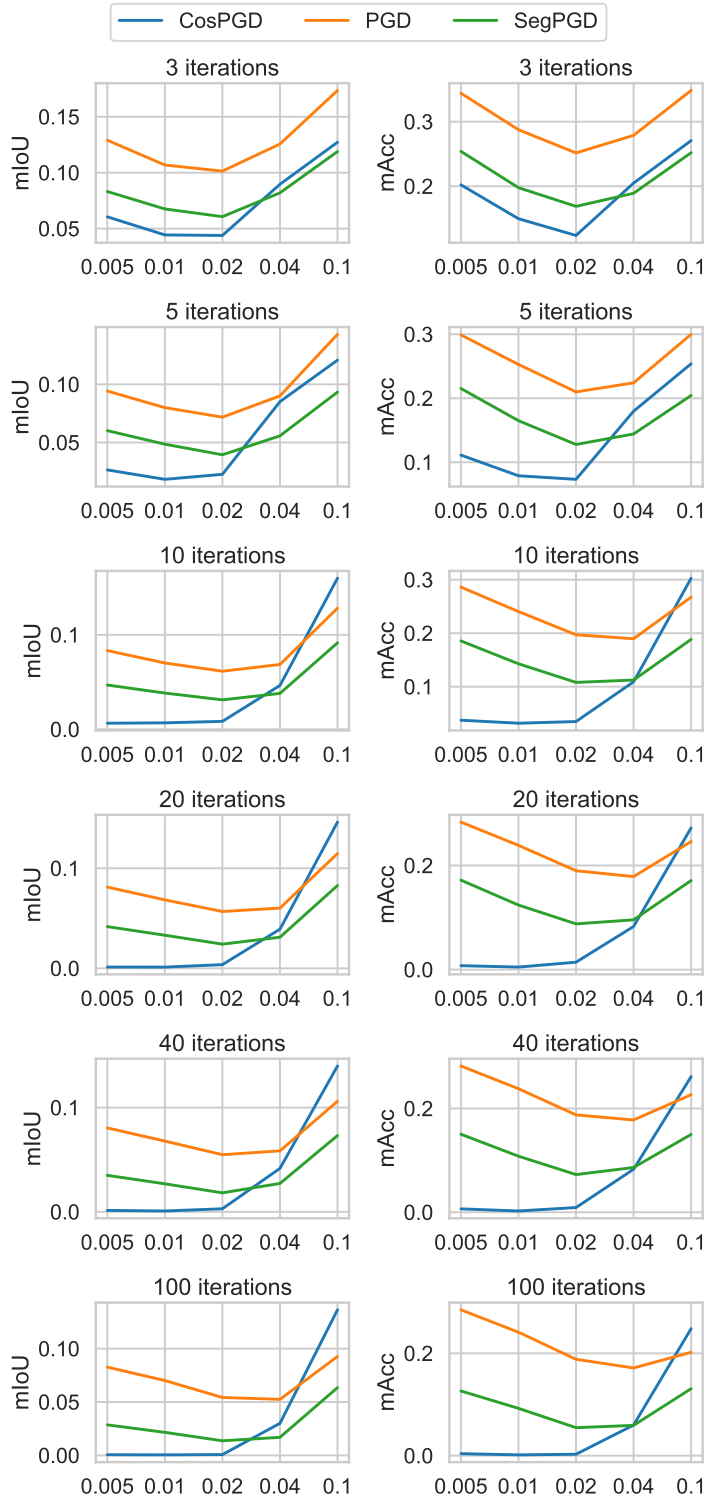 CosPGD PGD SegPGD
3 iterations
mIoU
0.15
0.10
0.05
0.005 0.01 0.02 0.04 0.1
3 iterations
mAcc
0.3
0.2
0.005 0.01 0.02 0.04 0.1
5 iterations
mIoU
0.10
0.05
0.005 0.01 0.02 0.04 0.1
5 iterations
mAcc
0.3
0.2
0.1
0.005 0.01 0.02 0.04 0.1
10 iterations
mIoU
0.1
0.0
0.005 0.01 0.02 0.04 0.1
10 iterations
mAcc
0.3
0.2
0.1
0.005 0.01 0.02 0.04 0.1
20 iterations
mIoU
0.1
0.0
0.005 0.01 0.02 0.04 0.1
20 iterations
mAcc
0.2
0.0
0.005 0.01 0.02 0.04 0.1
40 iterations
mIoU
0.1
0.0
0.005 0.01 0.02 0.04 0.1
40 iterations
mAcc
0.2
0.0
0.005 0.01 0.02 0.04 0.1
100 iterations
mIoU
0.10
0.05
0.00
0.005 0.01 0.02 0.04 0.1
100 iterations
mAcc
0.2
0.0
0.005 0.01 0.02 0.04 0.1